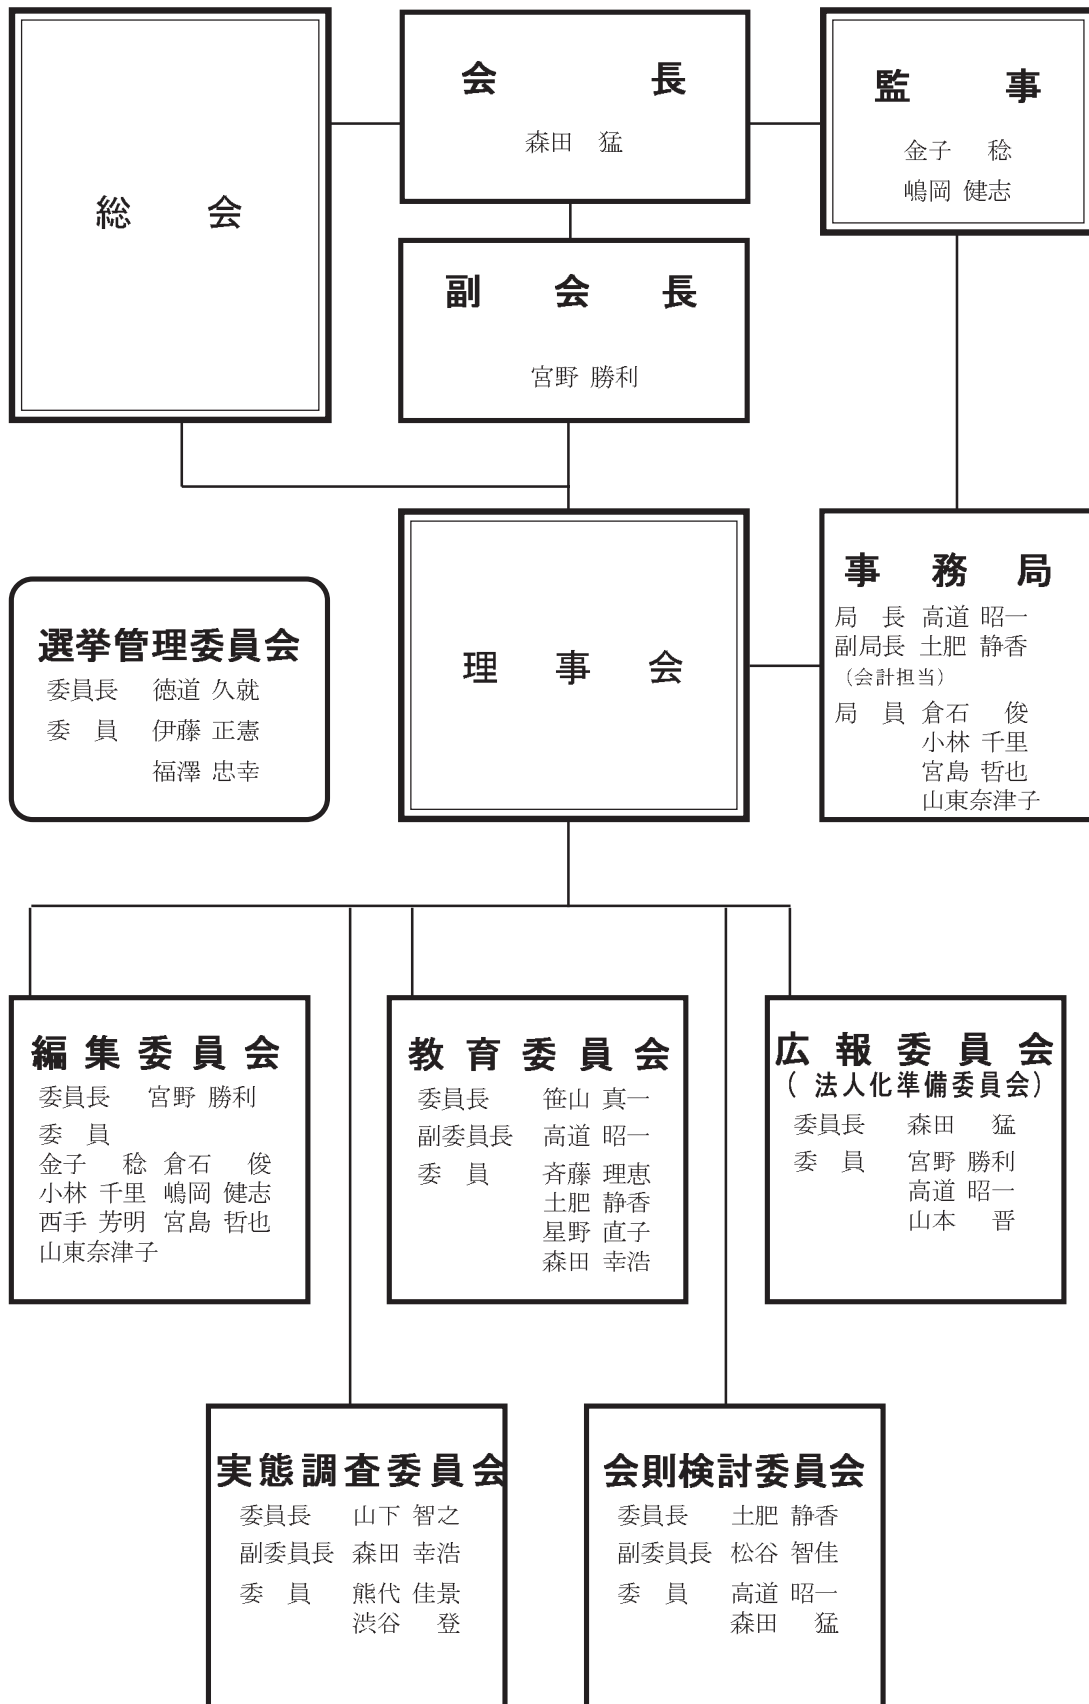 総会
会長
森田 猛
監事
金子 稔
嶋岡 健志
副会長
宮野 勝利
理事会
事務局
局長 高道 昭一
副局長 土肥 静香
（会計担当）
局員 倉石 俊
小林 千里
宮島 哲也
山東奈津子
選挙管理委員会
委員長 徳道 久就
委員 伊藤 正憲
福澤 忠幸
編集委員会
委員長 宮野 勝利
委員
金子 稔 倉石 俊
小林 千里 嶋岡 健志
西手 芳明 宮島 哲也
山東奈津子
教育委員会
委員長 笹山 真一
副委員長 高道 昭一
委員 斉藤 理恵
土肥 静香
星野 直子
森田 幸浩
広報委員会
（法人化準備委員会）
委員長 森田 猛
委員 宮野 勝利
高道 昭一
山本 晋
実態調査委員会
委員長 山下 智之
副委員長 森田 幸浩
委員 熊代 佳景
渋谷 登
会則検討委員会
委員長 土肥 静香
副委員長 松谷 智佳
委員 高道 昭一
森田 猛